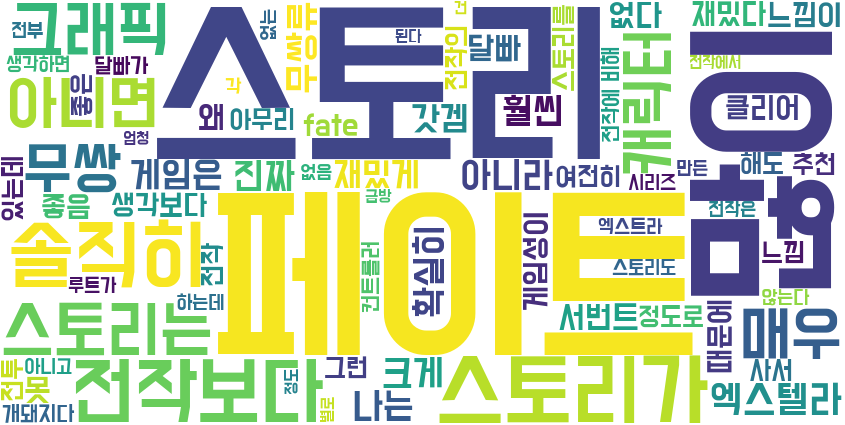 전부
그래픽
생각하면
달빠가
아니면
좋은
스토리
없는
무쌍류
된다
전작의
건
달빠
스토리를
없다
재밌다
느낌이
전작에서
전작에 비해
캐릭터
이
클리어
각
엄청
왜
아무리
fate
갓겜
훨씬
있는데
무쌍
게임은
진짜
없음
재밌게
아니라
여전히
시리즈
만든
해도
추천
좋음
생각보다
금방
전작은
겜
솔직히
루트가
전작
하는데
페이트
확실히
컨트롤러
게임성이
엑스트라
스토리도
느낌
않는다
스토리는
서번트
정도로
때문에
매우
전투
아니고
못
개돼지다
전작보다
정도
별로
그런
나는
크게
스토리가
사서
엑스텔라